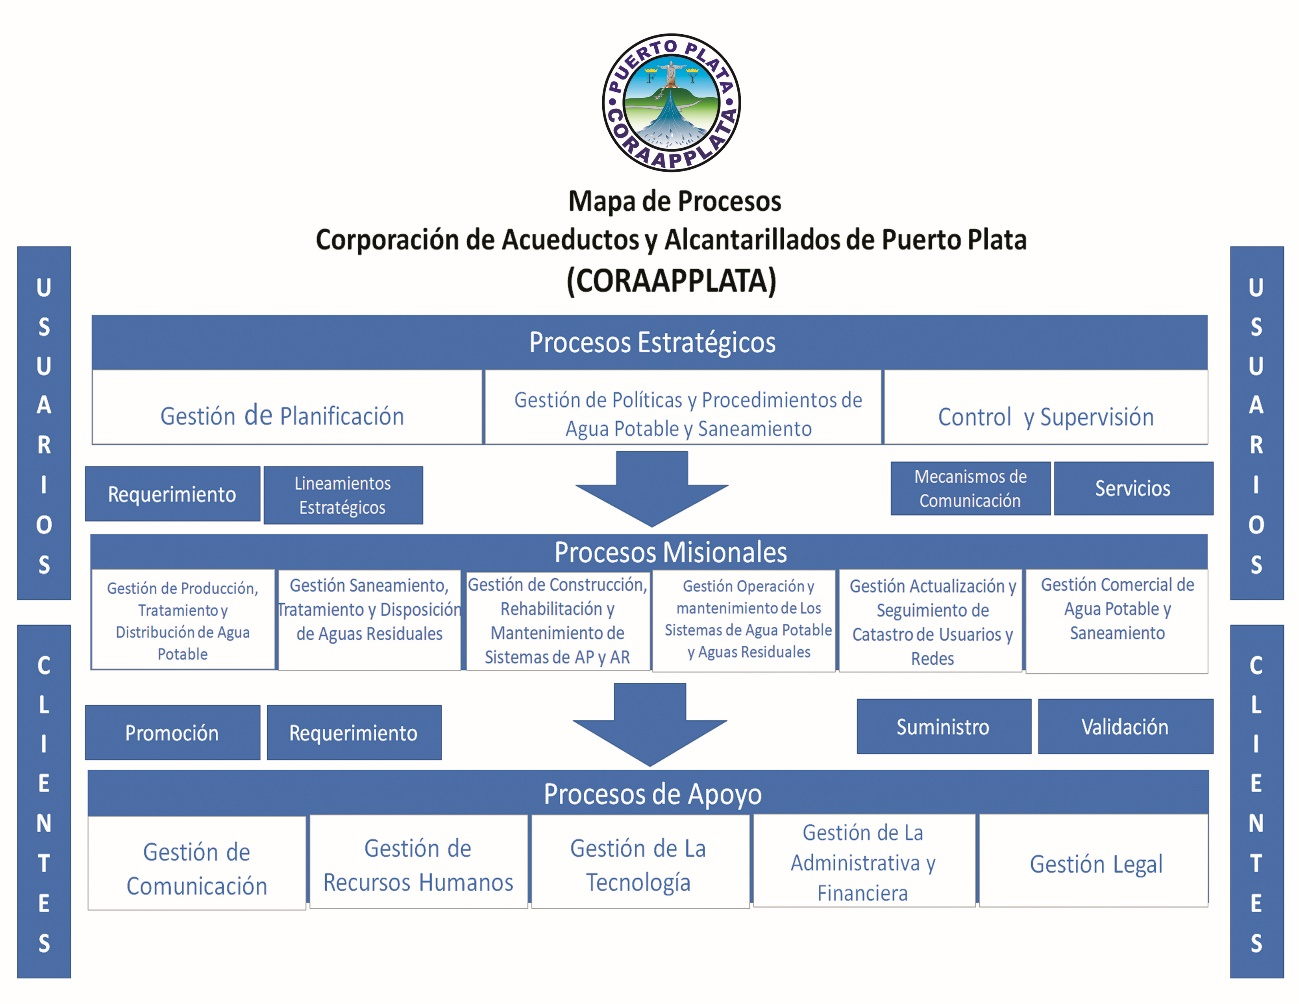 PUERTO PLATA
CORAAPPLATA
F Y
Mapa de Procesos
Corporación de Acueductos y Alcantarillados de Puerto Plata
(CORAAPPLATA)
USUARIOS
CLIENTES
Procesos Estratégicos
Gestión de Planificación
Gestión de Políticas y Procedimientos de
Agua Potable y Saneamiento
Control y Supervisión
Requerimiento
Lineamientos
Estratégicos
Mecanismos de
Comunicación
Servicios
Procesos Misionales
Gestión de Producción,
Tratamiento y
Distribución de Agua
Potable
Gestión Saneamiento,
Tratamiento y Disposición
de Aguas Residuales
Gestión de Construcción,
Rehabilitación y
Mantenimiento de
Sistemas de AP y AR
Gestión Operación y
mantenimiento de Los
Sistemas de Agua Potable
y Aguas Residuales
Gestión Actualización y
Seguimiento de
Catastro de Usuarios y
Redes
Gestión Comercial de
Agua Potable y
Saneamiento
Promoción
Requerimiento
Suministro
Validación
Procesos de Apoyo
Gestión de
Comunicación
Gestión de
Recursos Humanos
Gestión de La
Tecnología
Gestión de La
Administrativa y
Financiera
Gestión Legal
USUARIOS
CLIENTES